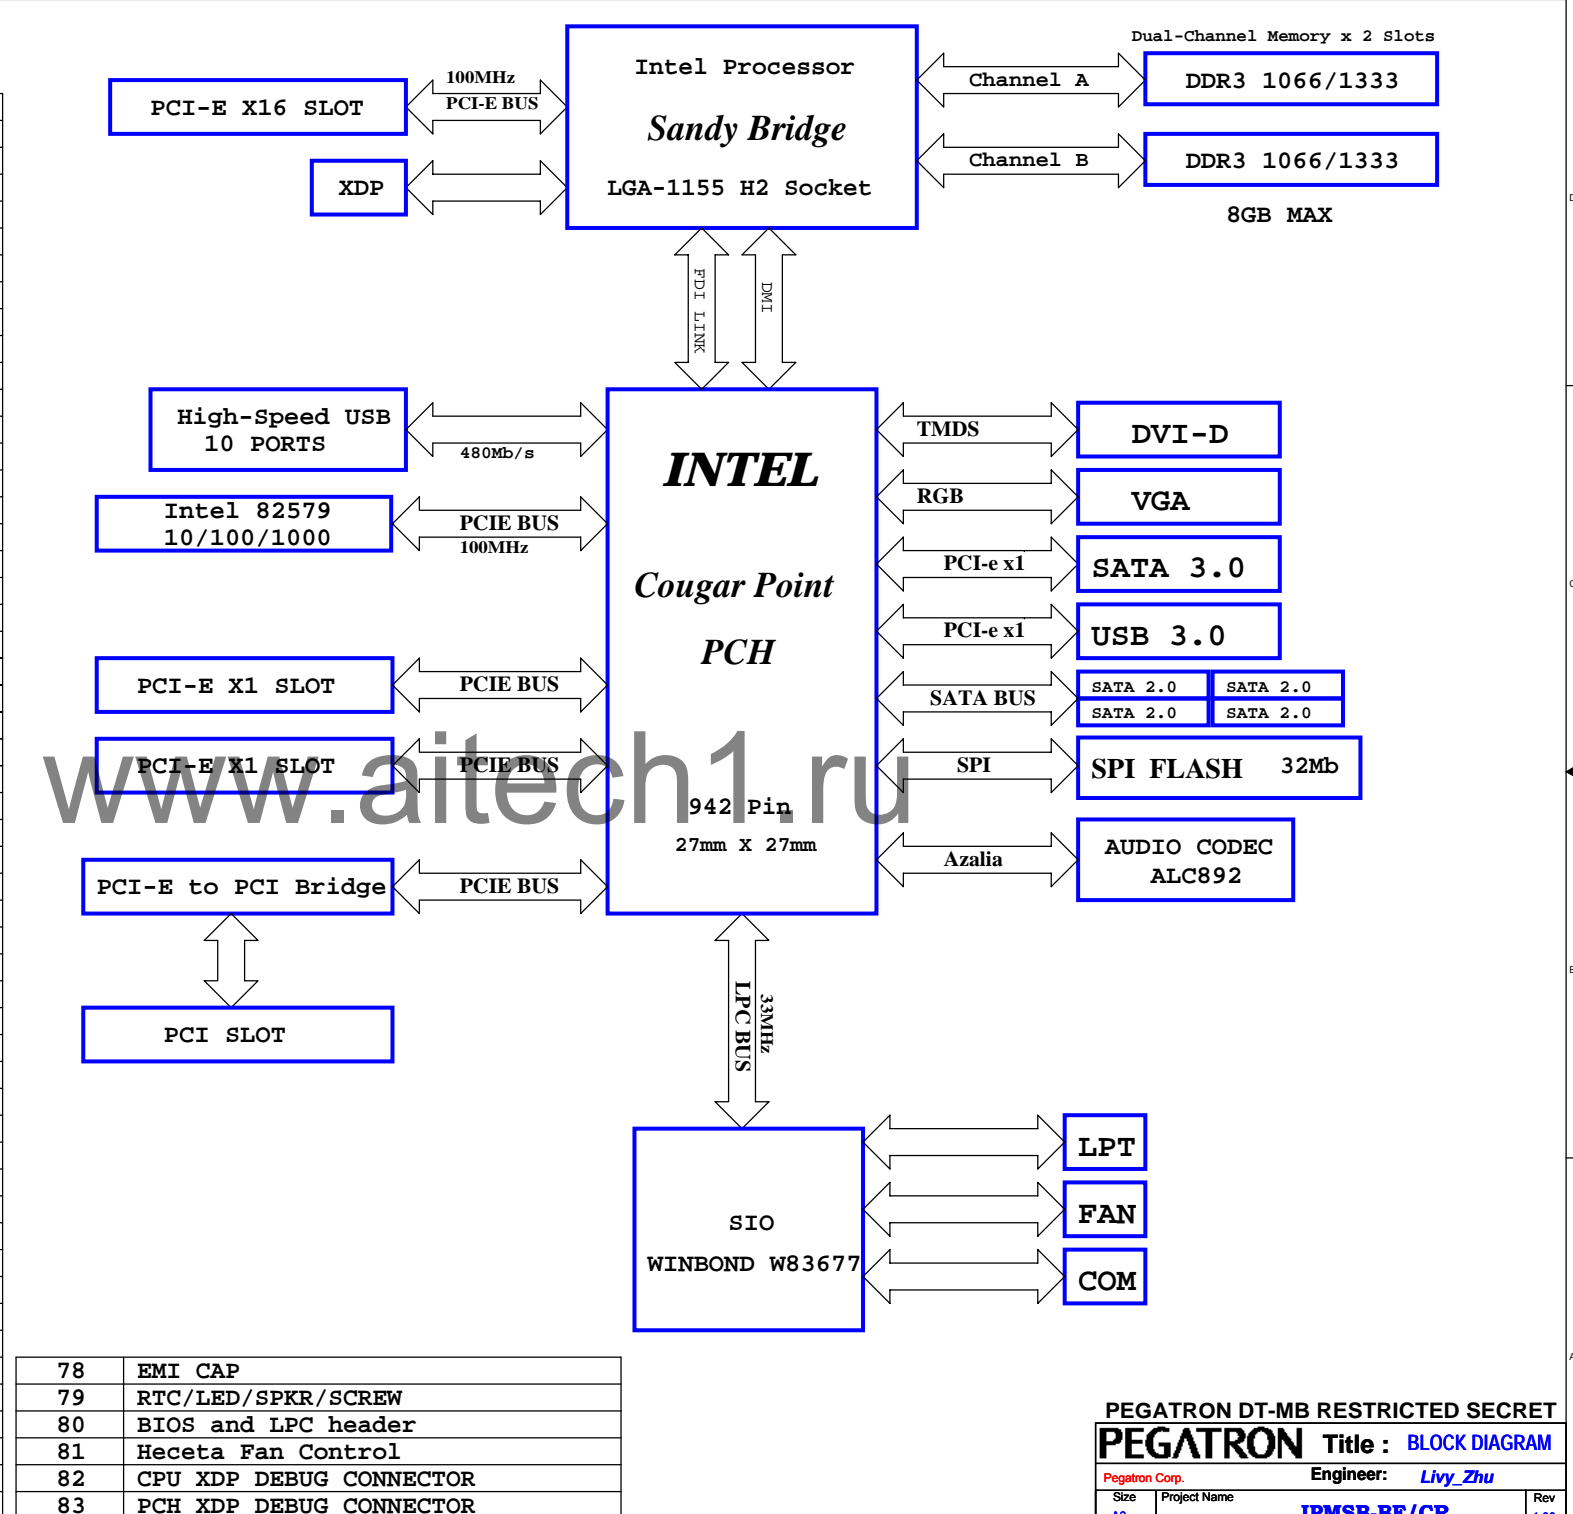 Dual-Channel Memory x 2 Slots
Intel Processor
Sandy Bridge
LGA-1155 H2 Socket
100MHz
PCI-E BUS
PCI-E X16 SLOT
XDP
Channel A
DDR3 1066/1333
Channel B
DDR3 1066/1333
8GB MAX
D
FDI LINK
DMI
High-Speed USB
10 PORTS
480Mb/s
Intel 82579
10/100/1000
PCIE BUS
100MHz
PCI-E X1 SLOT
PCIE BUS
PCI-E X1 SLOT
PCIE BUS
PCI-E to PCI Bridge
PCIE BUS
PCI SLOT
INTEL
Cougar Point
PCH
942 Pin
27mm X 27mm
TMDS
DVI-D
RGB
VGA
PCI-e x1
SATA 3.0
C
PCI-e x1
USB 3.0
SATA BUS
SATA 2.0 SATA 2.0
SATA 2.0 SATA 2.0
SPI
SPI FLASH 32Mb
Azalia
AUDIO CODEC
ALC892
www.aitech1.ru
B
33MHz
LPC BUS
SIO
WINBOND W83677
LPT
FAN
COM
A
78 EMI CAP
79 RTC/LED/SPKR/SCREW
80 BIOS and LPC header
81 Heceta Fan Control
82 CPU XDP DEBUG CONNECTOR
83 PCH XDP DEBUG CONNECTOR
PEGATRON DT-MB RESTRICTED SECRET
PEGATRON Title : BLOCK DIAGRAM
Pegatron Corp. Engineer: Livy_Zhu
Size Project Name Rev